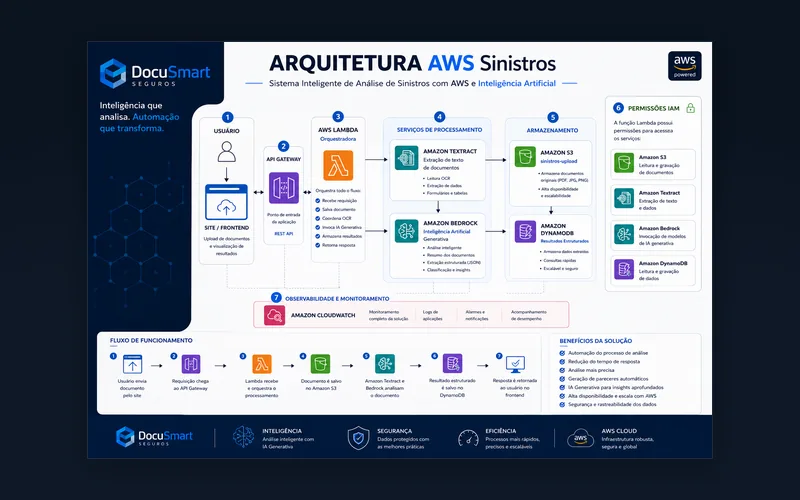 DocuSmart
SEGUROS
Inteligência que
analisa. Automação
que transforma.
ARQUITETURA AWS Sinistros
Sistema Inteligente de Análise de Sinistros com AWS e Inteligência Artificial
aws
powered
1
USUÁRIO
SITE / FRONTEND
Upload de documentos
e visualização de
resultados
2
API GATEWAY
Ponto de entrada
da aplicação
REST API
3
AWS LAMBDA
Orquestradora
Orquestra todo o fluxo:
Recebe requisição
Salva documento
Coordena OCR
Invoca IA Generativa
Armazena resultados
Retorna resposta
4
SERVIÇOS DE PROCESSAMENTO
AMAZON TEXTRACT
Extração de texto
de documentos
• Leitura OCR
• Extração de dados
• Formulários e tabelas
AMAZON BEDROCK
Inteligência Artificial
Generativa
• Análise inteligente
• Resumo dos documentos
• Extração estruturada (JSON)
• Classificação e insights
5
ARMAZENAMENTO
AMAZON S3
sinistros-upload
• Armazena documentos
originais (PDF, JPG, PNG)
• Alta disponibilidade
e escalabilidade
AMAZON
DYNAMODB
Resultados Estruturados
• Armazena dados extraídos
• Consultas rápidas
• Escalável e seguro
6
PERMISSÕES IAM
A função Lambda possui
permissões para acessar
os serviços:
Amazon S3
Leitura e gravação
de documentos
Amazon Textract
Extração de texto
e dados
Amazon Bedrock
Invocação de modelos
de IA generativa
Amazon DynamoDB
Leitura e gravação
de dados
7
OBSERVABILIDADE E MONITORAMENTO
AMAZON CLOUDWATCH
Monitoramento
completo da solução
Logs de
aplicações
Alarmes e
notificações
Acompanhamento
de desempenho
FLUXO DE FUNCIONAMENTO
1
Usuário envia
documento
pelo site
2
Requisição chega
ao API Gateway
3
Lambda recebe
e orquestra o
processamento
4
Documento é salvo
no Amazon S3
5
Amazon Textract e
Bedrock analisam
o documento
6
Resultado estruturado
é salvo no
DynamoDB
7
Resposta é retornada
ao usuário no
frontend
BENEFÍCIOS DA SOLUÇÃO
Automação do processo de análise
Redução do tempo de resposta
Análise mais precisa
Geração de pareceres automáticos
IA Generativa para insights aprofundados
Alta disponibilidade e escala com AWS
Segurança e rastreabilidade dos dados
DocuSmart
SEGUROS
INTELIGÊNCIA
Análise inteligente com
IA Generativa
SEGURANÇA
Dados protegidos com
as melhores práticas
EFICIÊNCIA
Processos mais rápidos,
precisos e escaláveis
aws
AWS CLOUD
Infraestrutura robusta,
segura e global